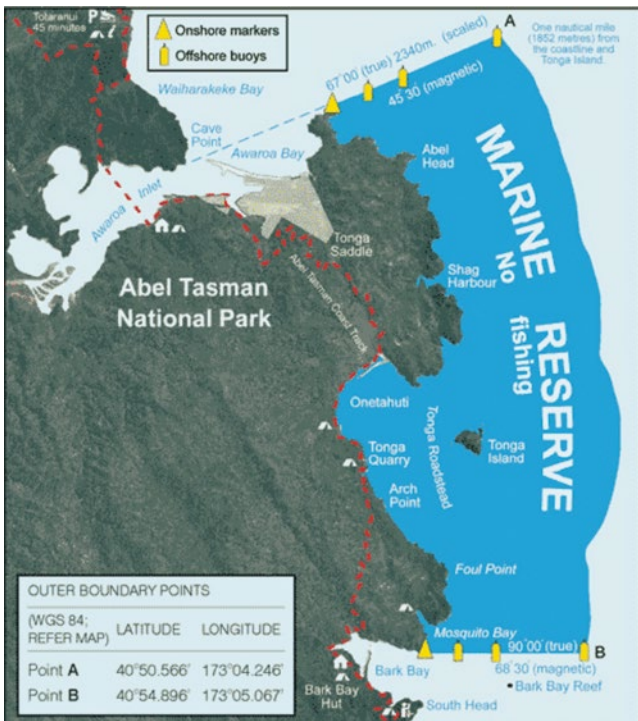 Totaranui
45 minutes
Onshore markers
Offshore buoys
A
One nautical mile
(1852 metres) from
the coastline and
Tonga Island.
67°00' (true) 2340m. (scaled)
45°30' (magnetic)
Waiharakeke Bay
Cave
Point
Awaroa Bay
Awaroa Inlet
Abel
Head
MARINE
RESERVE
No
fishing
Tonga
Saddle
Shag
Harbour
Abel Tasman
National Park
Abel Tasman Coast Track
Onetahuti
Tonga Roadstead
Tonga
Quarry
Tonga
Island
Arch
Point
Foul Point
Mosquito Bay
90°00' (true)
B
68°30' (magnetic)
Bark Bay
Bark Bay Reef
Bark Bay
Hut
South Head
OUTER BOUNDARY POINTS
(WGS 84; LATITUDE LONGITUDE
REFER MAP)
Point A 40°50.566' 173°04.246'
Point B 40°54.896' 173°05.067'